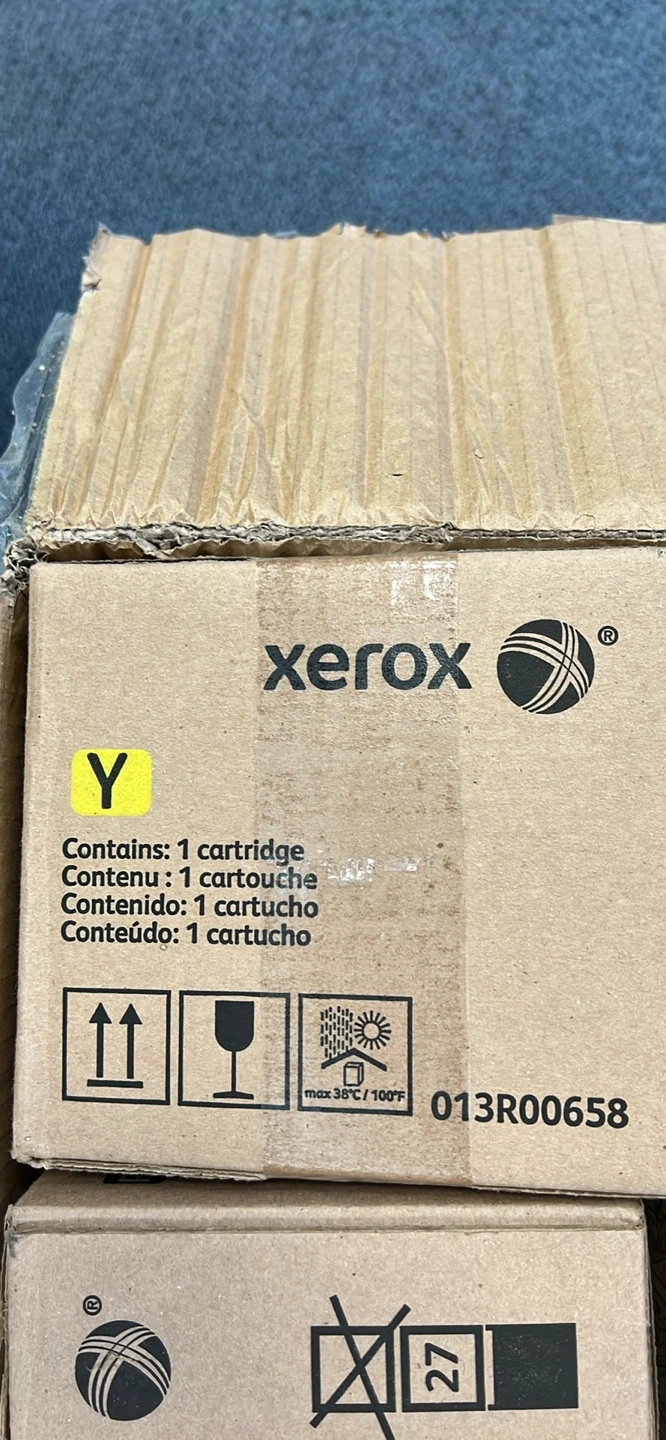 xerox ®
Y
Contains: 1 cartridge
Contenu : 1 cartouche
Contenido: 1 cartucho
Conteúdo: 1 cartucho
max 38°C / 100°F
013R00658
®
27